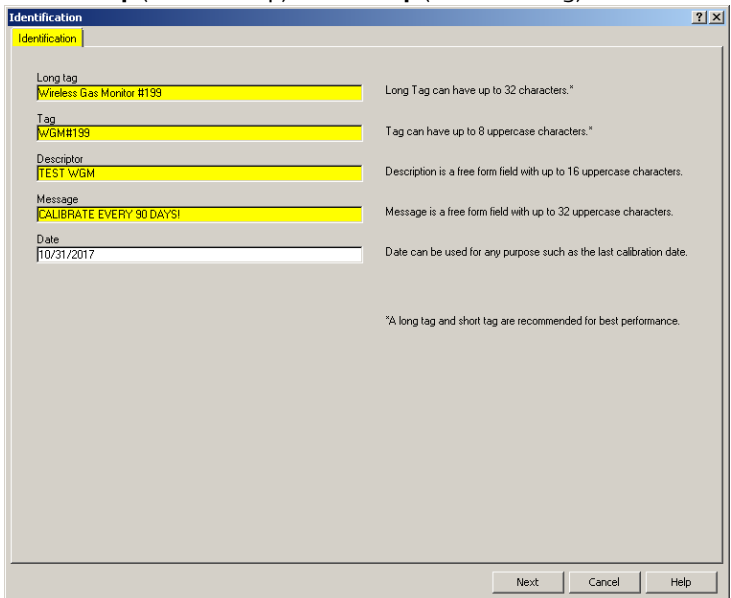 Identification
Identification
Long tag
Wireless Gas Monitor #199
Long Tag can have up to 32 characters.*
Tag
WGM#199
Tag can have up to 8 uppercase characters.*
Descriptor
TEST WGM
Description is a free form field with up to 16 uppercase characters.
Message
CALIBRATE EVERY 90 DAYS!
Message is a free form field with up to 32 uppercase characters.
Date
10/31/2017
Date can be used for any purpose such as the last calibration date.
*A long tag and short tag are recommended for best performance.
Next Cancel Help